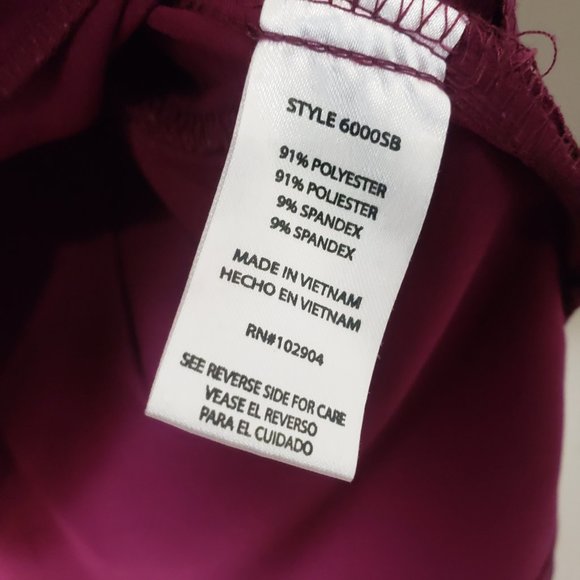 STYLE 6000SB
91% POLYESTER
91% POLIESTER
9% SPANDEX
9% SPANDEX
MADE IN VIETNAM
HECHO EN VIETNAM
RN#102904
SEE REVERSE SIDE FOR CARE
VEASE EL REVERSO
PARA EL CUIDADO